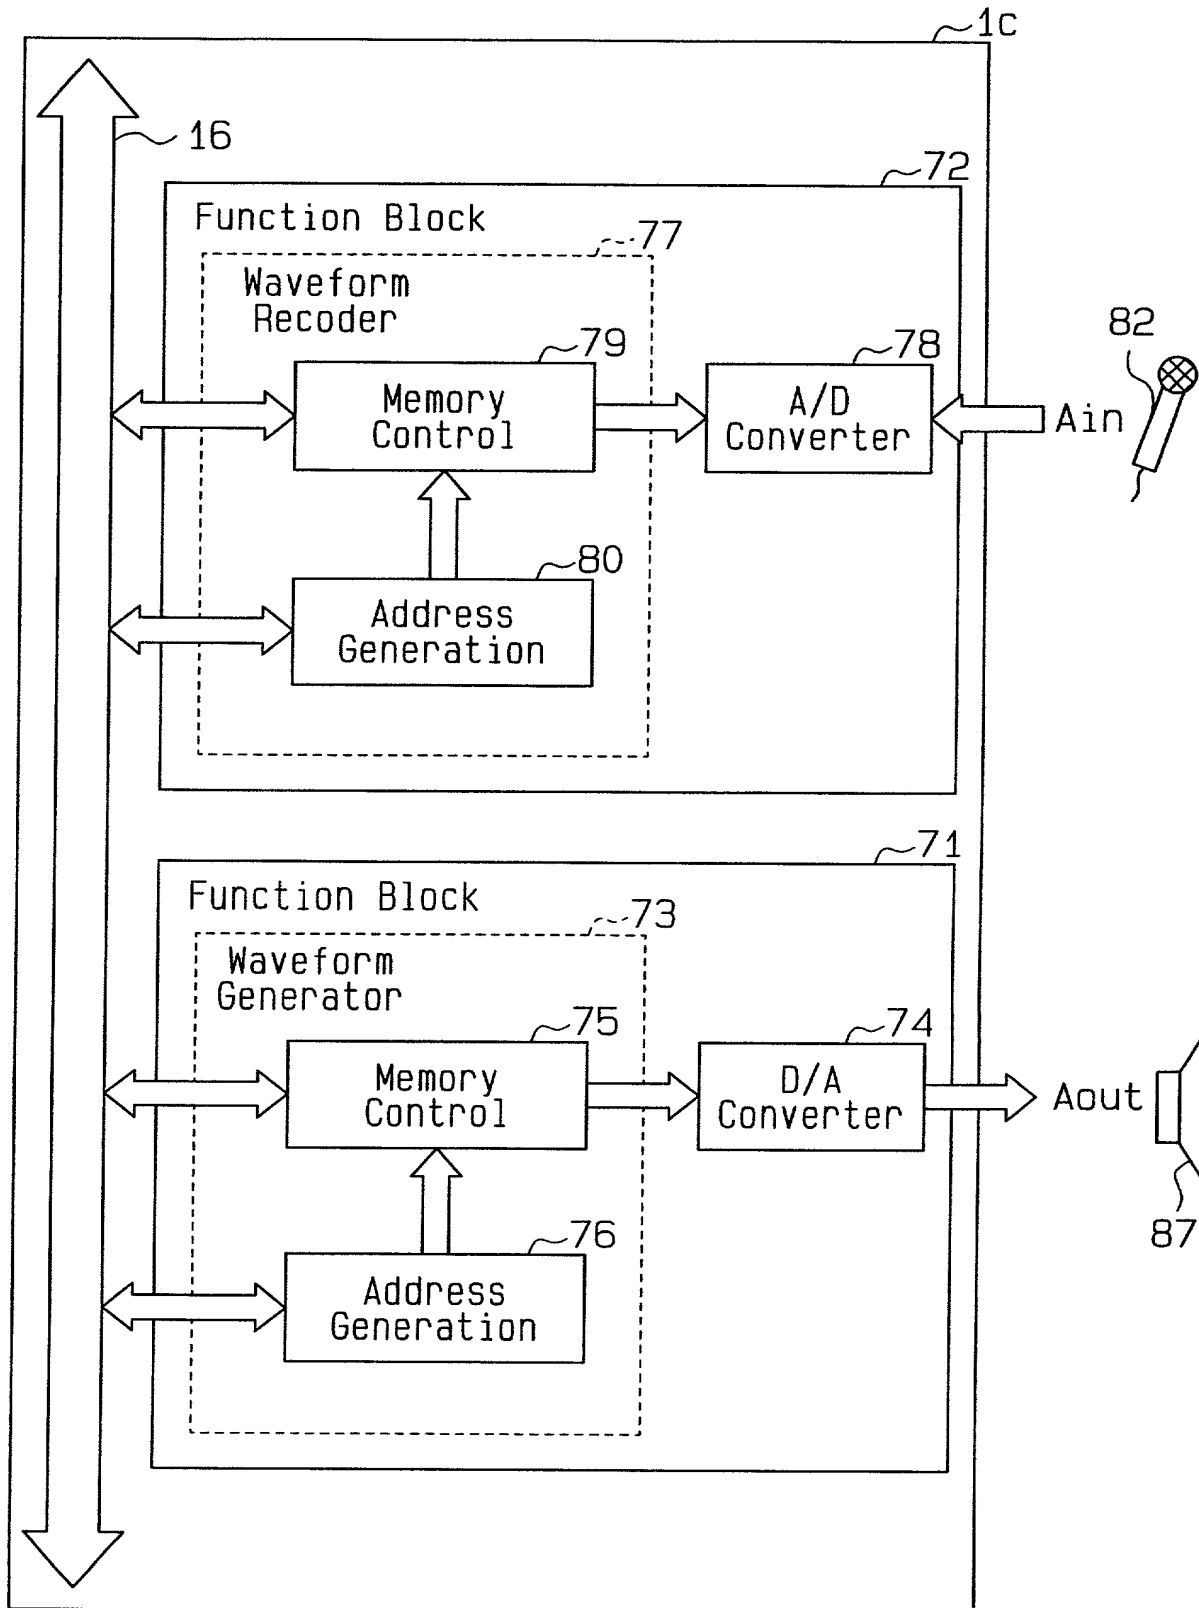 1c
16
72
Function Block
77
Waveform
Recoder
79
Memory
Control
78
A/D
Converter
Ain
82
80
Address
Generation
71
Function Block
73
Waveform
Generator
75
Memory
Control
74
D/A
Converter
Aout
87
76
Address
Generation